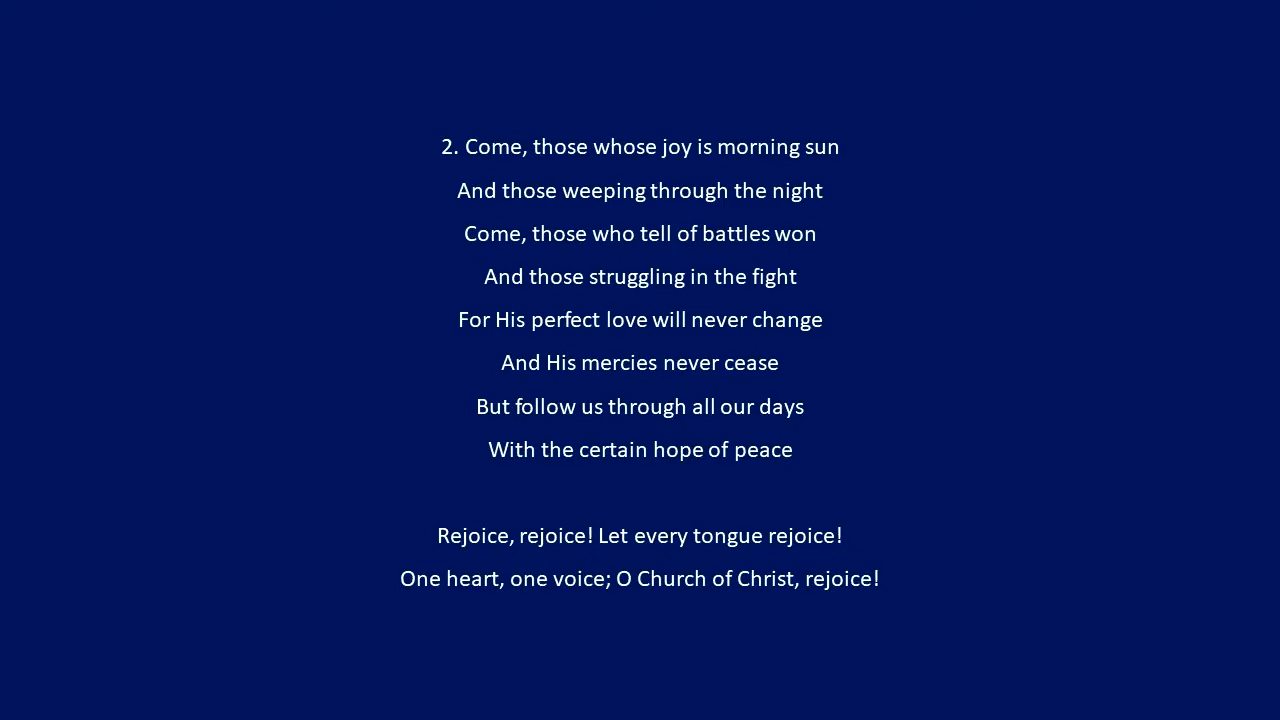 2. Come, those whose joy is morning sun
And those weeping through the night
Come, those who tell of battles won
And those struggling in the fight
For His perfect love will never change
And His mercies never cease
But follow us through all our days
With the certain hope of peace
Rejoice, rejoice! Let every tongue rejoice!
One heart, one voice; O Church of Christ, rejoice!